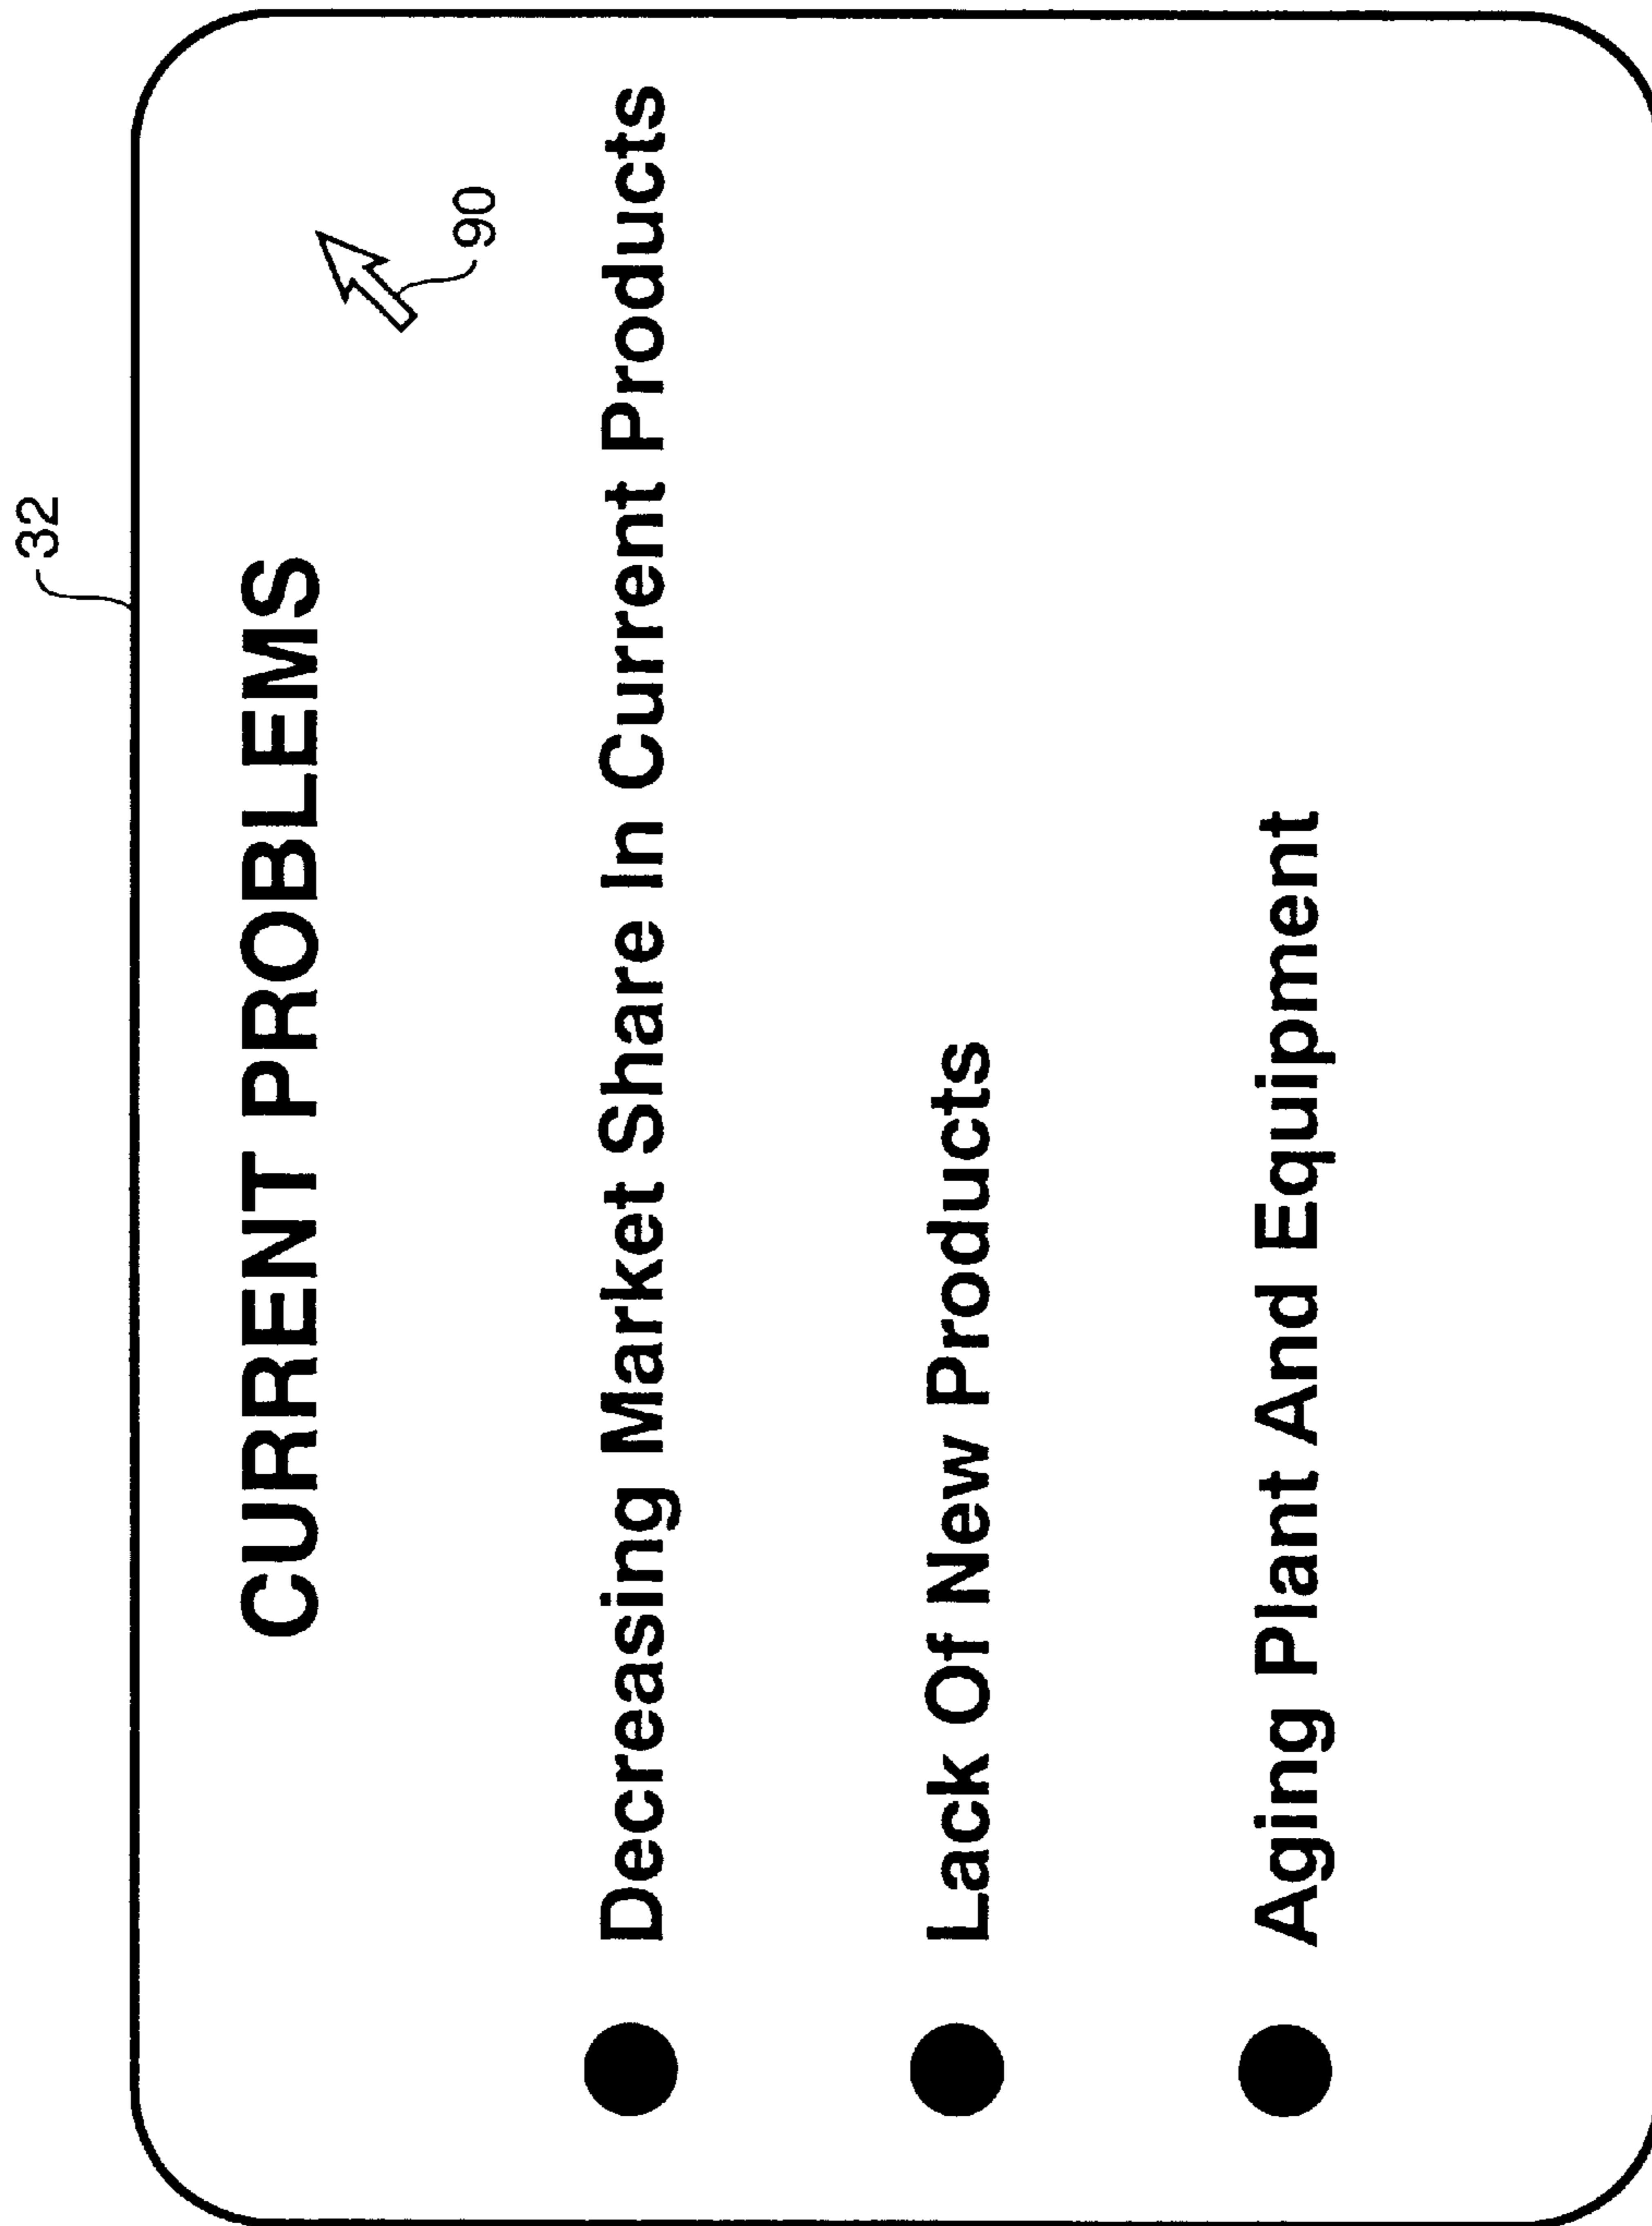 32
CURRENT PROBLEMS
90
Decreasing Market Share In Current Products
Lack Of New Products
Aging Plant And Equipment